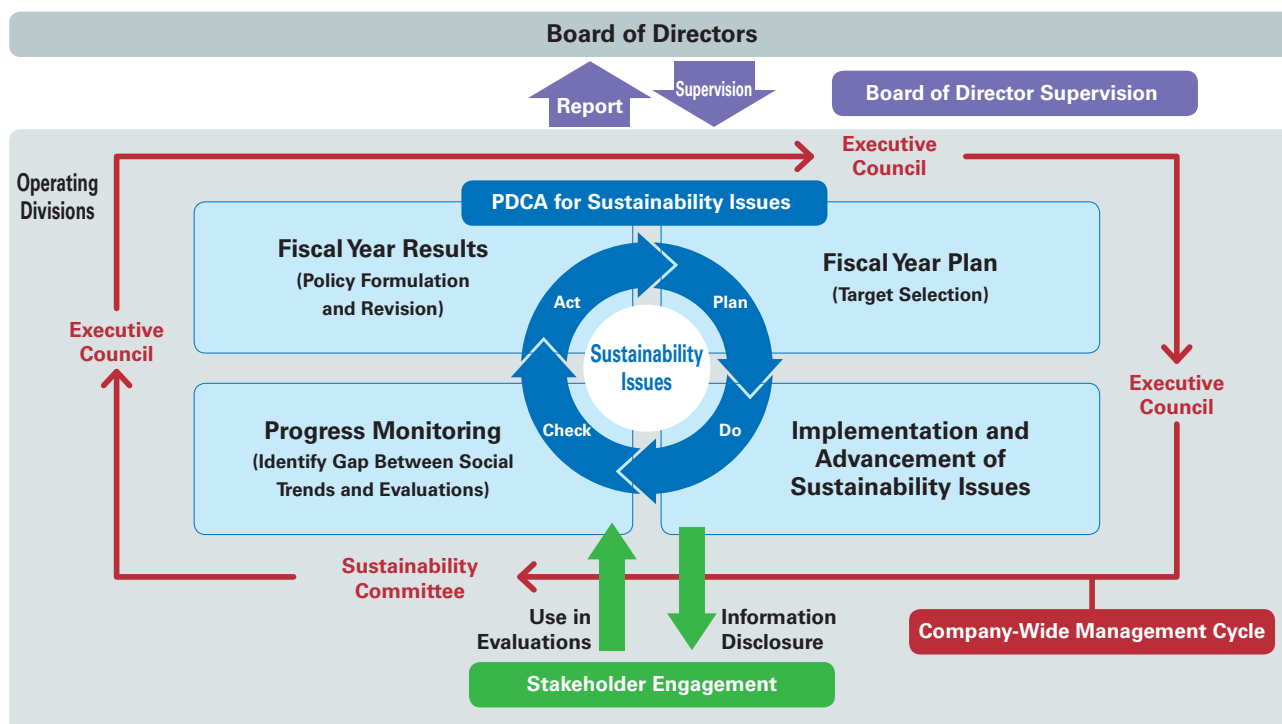 Board of Directors
Report
Supervision
Board of Director Supervision
Operating
Divisions
Executive
Council
PDCA for Sustainability Issues
Fiscal Year Results
(Policy Formulation
and Revision)
Fiscal Year Plan
(Target Selection)
Act
Plan
Executive
Council
Sustainability
Issues
Executive
Council
Progress Monitoring
(Identify Gap Between Social
Trends and Evaluations)
Check
Do
Implementation and
Advancement of
Sustainability Issues
Sustainability
Committee
Use in
Evaluations
Information
Disclosure
Company-Wide Management Cycle
Stakeholder Engagement